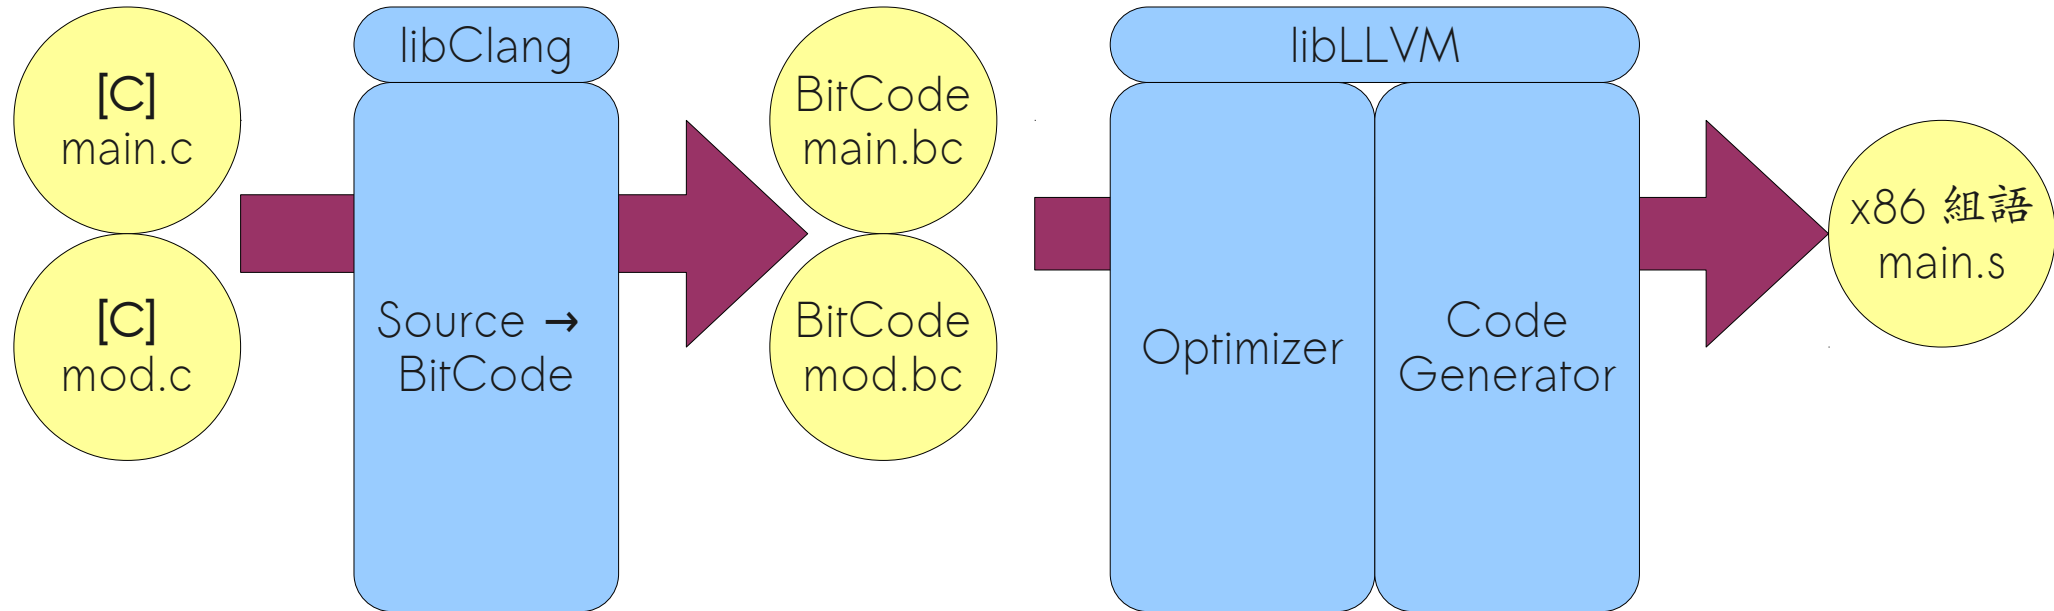 [C]
main.c
[C]
mod.c
libClang
Source →
BitCode
BitCode
main.bc
BitCode
mod.bc
libLLVM
Optimizer
Code
Generator
x86 組語
main.s